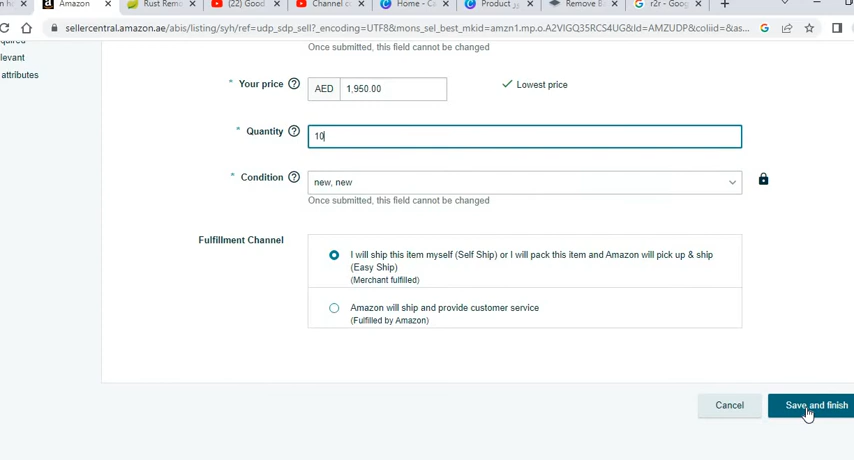 Amazon
Rust Remo
(22) Good
Channel c
Home - Ca
Remove B
r2r - Goog
sellercentral.amazon.ae/abis/listing/syh/ref=udp_sdp_sell?_encoding=UTF8&mons_sel_best_mkid=amzn1.mp.o.A2VIGQ35RCS4UG&ld=AMZUDP&coliid=&as...
levant
attributes
Once submitted, this field cannot be changed
* Your price
AED 1,950.00
Lowest price
* Quantity
10
* Condition
new, new
Once submitted, this field cannot be changed
Fulfillment Channel
I will ship this item myself (Self Ship) or I will pack this item and Amazon will pick up & ship
(Easy Ship)
(Merchant fulfilled)
Amazon will ship and provide customer service
(Fulfilled by Amazon)
Cancel
Save and finish